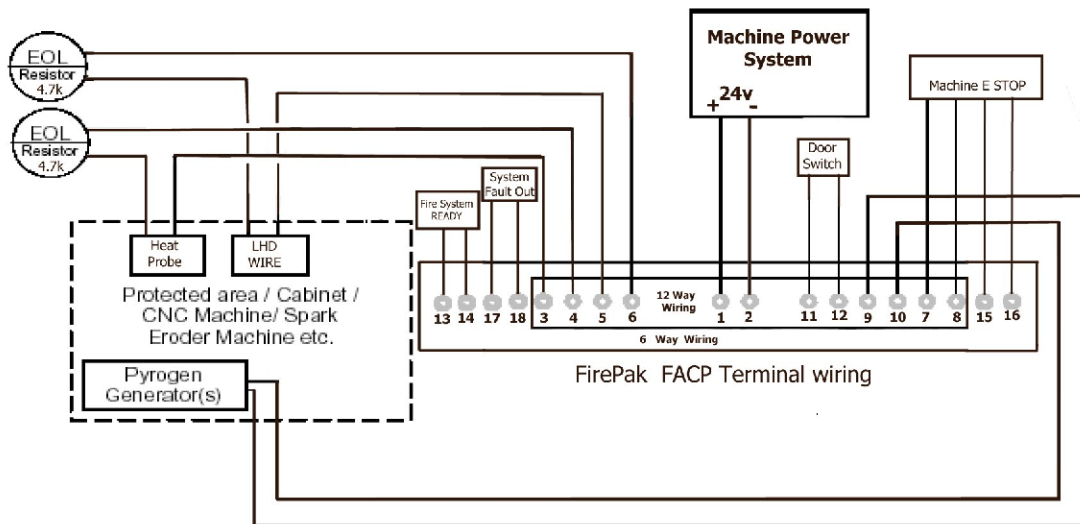 EOL
Resistor
4.7k
EOL
Resistor
4.7k
Machine Power
System
24v
+ -
Machine E STOP
Door
Switch
System
Fault Out
Fire System
READY
Heat
Probe
LHD
WIRE
Protected area / Cabinet /
CNC Machine/ Spark
Eroder Machine etc.
Pyrogen
Generator(s)
12 Way
Wiring
13 14 17 18 3 4 5 6 1 2 11 12 9 10 7 8 15 16
6 Way Wiring
FirePak FACP Terminal wiring